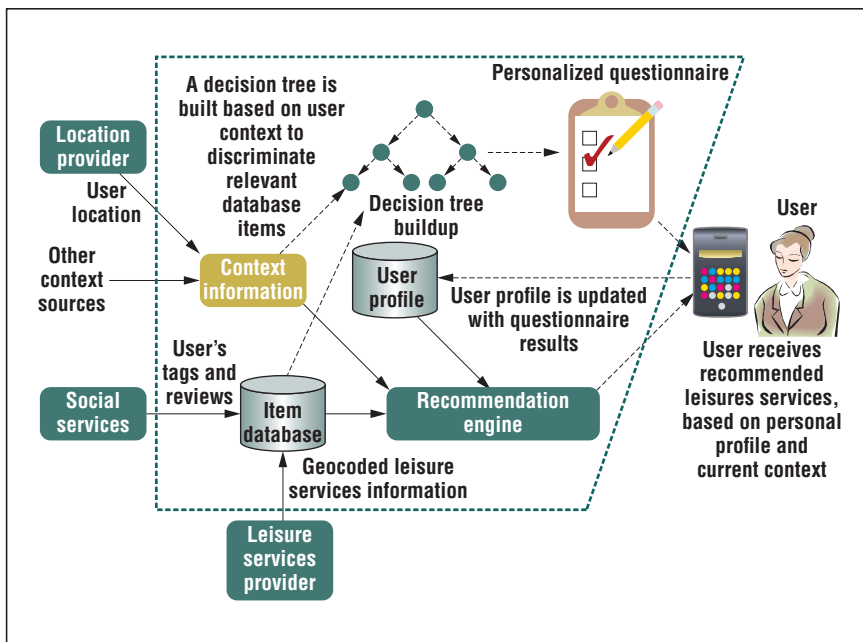 A decision tree is
built based on user
context to
discriminate
relevant
database
items
Personalized questionnaire
Location
provider
User
location
Decision tree
buildup
User
Other
context
sources
Context
information
User
profile
User profile is updated
with questionnaire
results
User's
tags and
reviews
User receives
recommended
leisures services,
based on personal
profile and
current context
Social
services
Item
database
Recommendation
engine
Geocoded leisure
services information
Leisure
services
provider